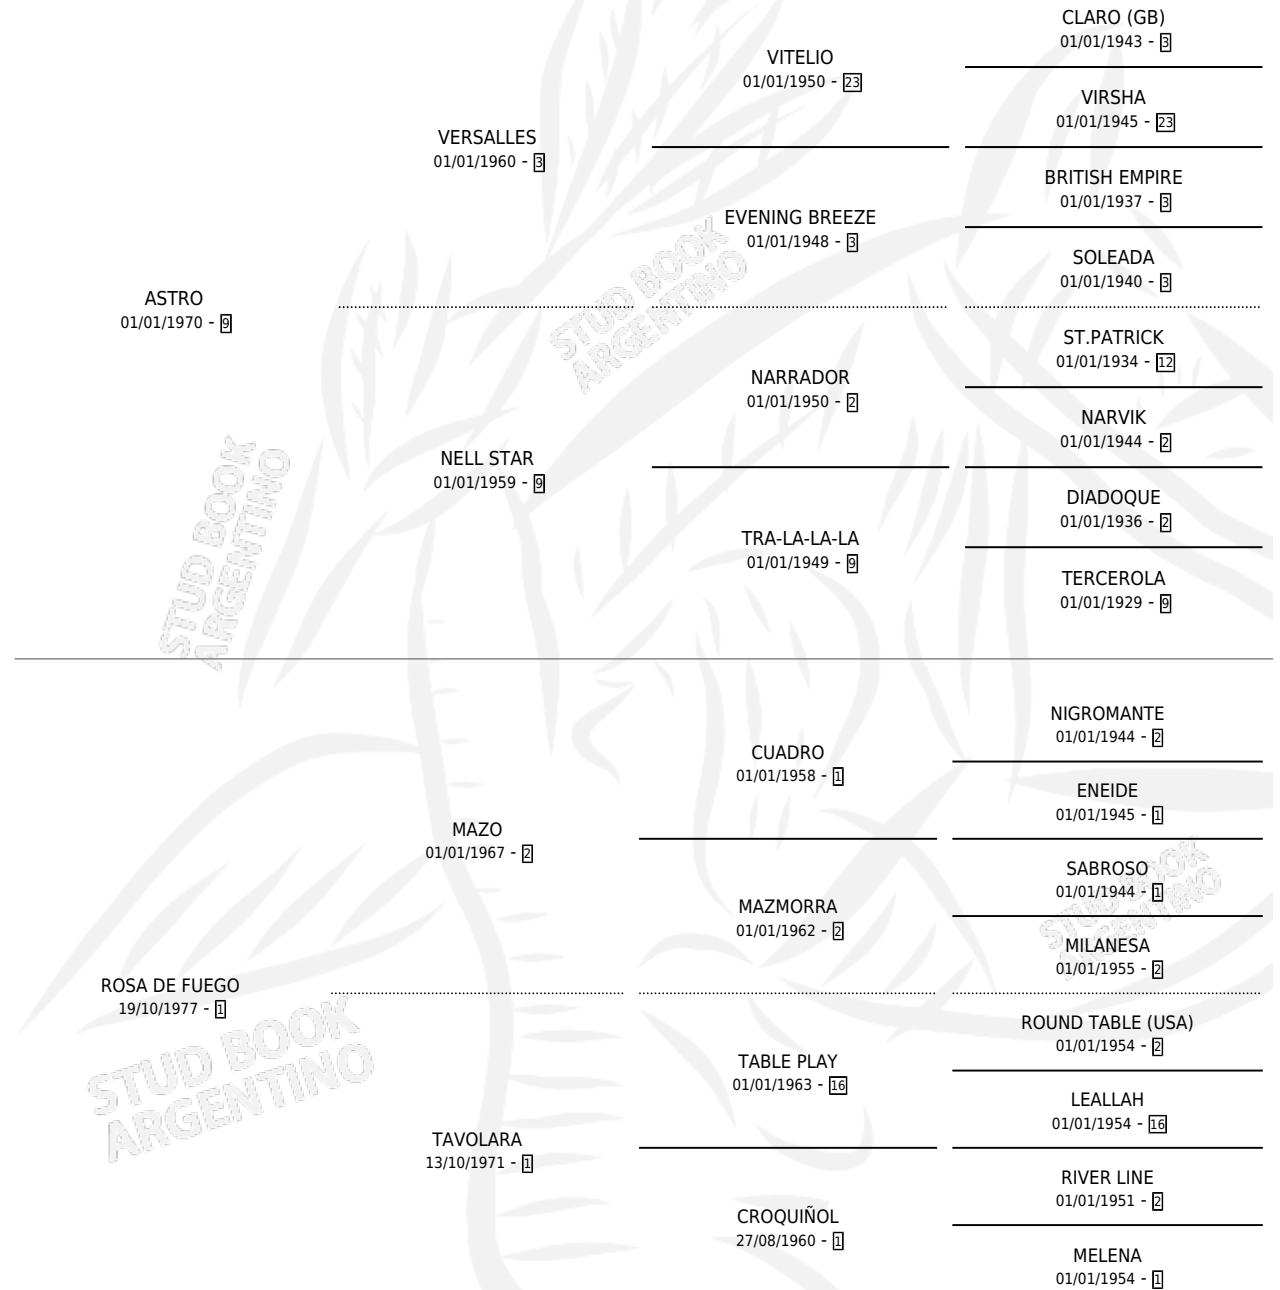 CLARO (GB)
01/01/1943 - 3
VITELIO
01/01/1950 - 23
VIRSHA
01/01/1945 - 23
VERSALLES
01/01/1960 - 3
BRITISH EMPIRE
01/01/1937 - 3
EVENING BREEZE
01/01/1948 - 3
SOLEADA
01/01/1940 - 3
ASTRO
01/01/1970 - 9
ST.PATRICK
01/01/1934 - 12
NARRADOR
01/01/1950 - 2
NARVIK
01/01/1944 - 2
NELL STAR
01/01/1959 - 9
DIADOQUE
01/01/1936 - 2
TRA-LA-LA-LA
01/01/1949 - 9
TERCEROLA
01/01/1929 - 9
NIGROMANTE
01/01/1944 - 2
CUADRO
01/01/1958 - 1
ENEIDE
01/01/1945 - 1
MAZO
01/01/1967 - 2
SABROSO
01/01/1944 - 1
MAZMORRA
01/01/1962 - 2
MILANESA
01/01/1955 - 2
ROSA DE FUEGO
19/10/1977 - 1
ROUND TABLE (USA)
01/01/1954 - 2
TABLE PLAY
01/01/1963 - 16
LEALLAH
01/01/1954 - 16
TAVOLARA
13/10/1971 - 1
RIVER LINE
01/01/1951 - 2
CROQUIÑOL
27/08/1960 - 1
MELENA
01/01/1954 - 1
STUD BOOK
ARGENTINO
STUD BOOK
ARGENTINO
STUD BOOK
ARGENTINO
STUD BOOK
ARGENTINO